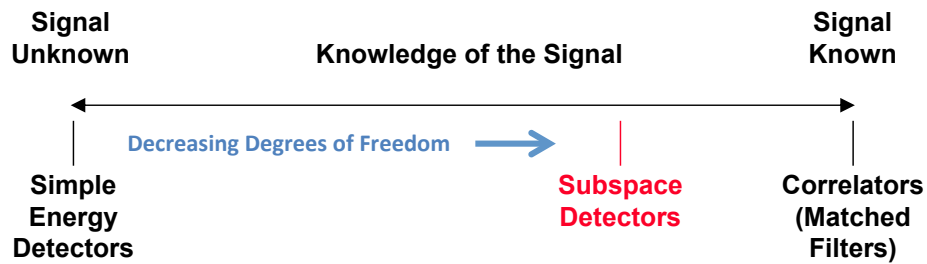 Signal
Unknown
Knowledge of the Signal
Signal
Known
Decreasing Degrees of Freedom
Simple
Energy
Detectors
Subspace
Detectors
Correlators
(Matched
Filters)